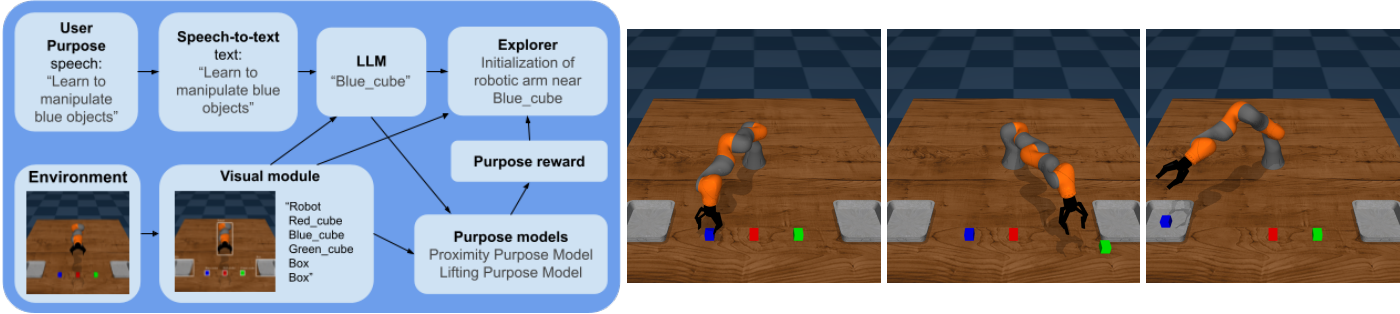 User
Purpose
speech:
“Learn to
manipulate
blue objects”
Speech-to-text
text:
“Learn to
manipulate blue
objects”
LLM
“Blue_cube”
Explorer
Initialization of
robotic arm near
Blue_cube
Purpose reward
Environment
Visual module
“Robot
Red_cube
Blue_cube
Green_cube
Box
Box”
Purpose models
Proximity Purpose Model
Lifting Purpose Model